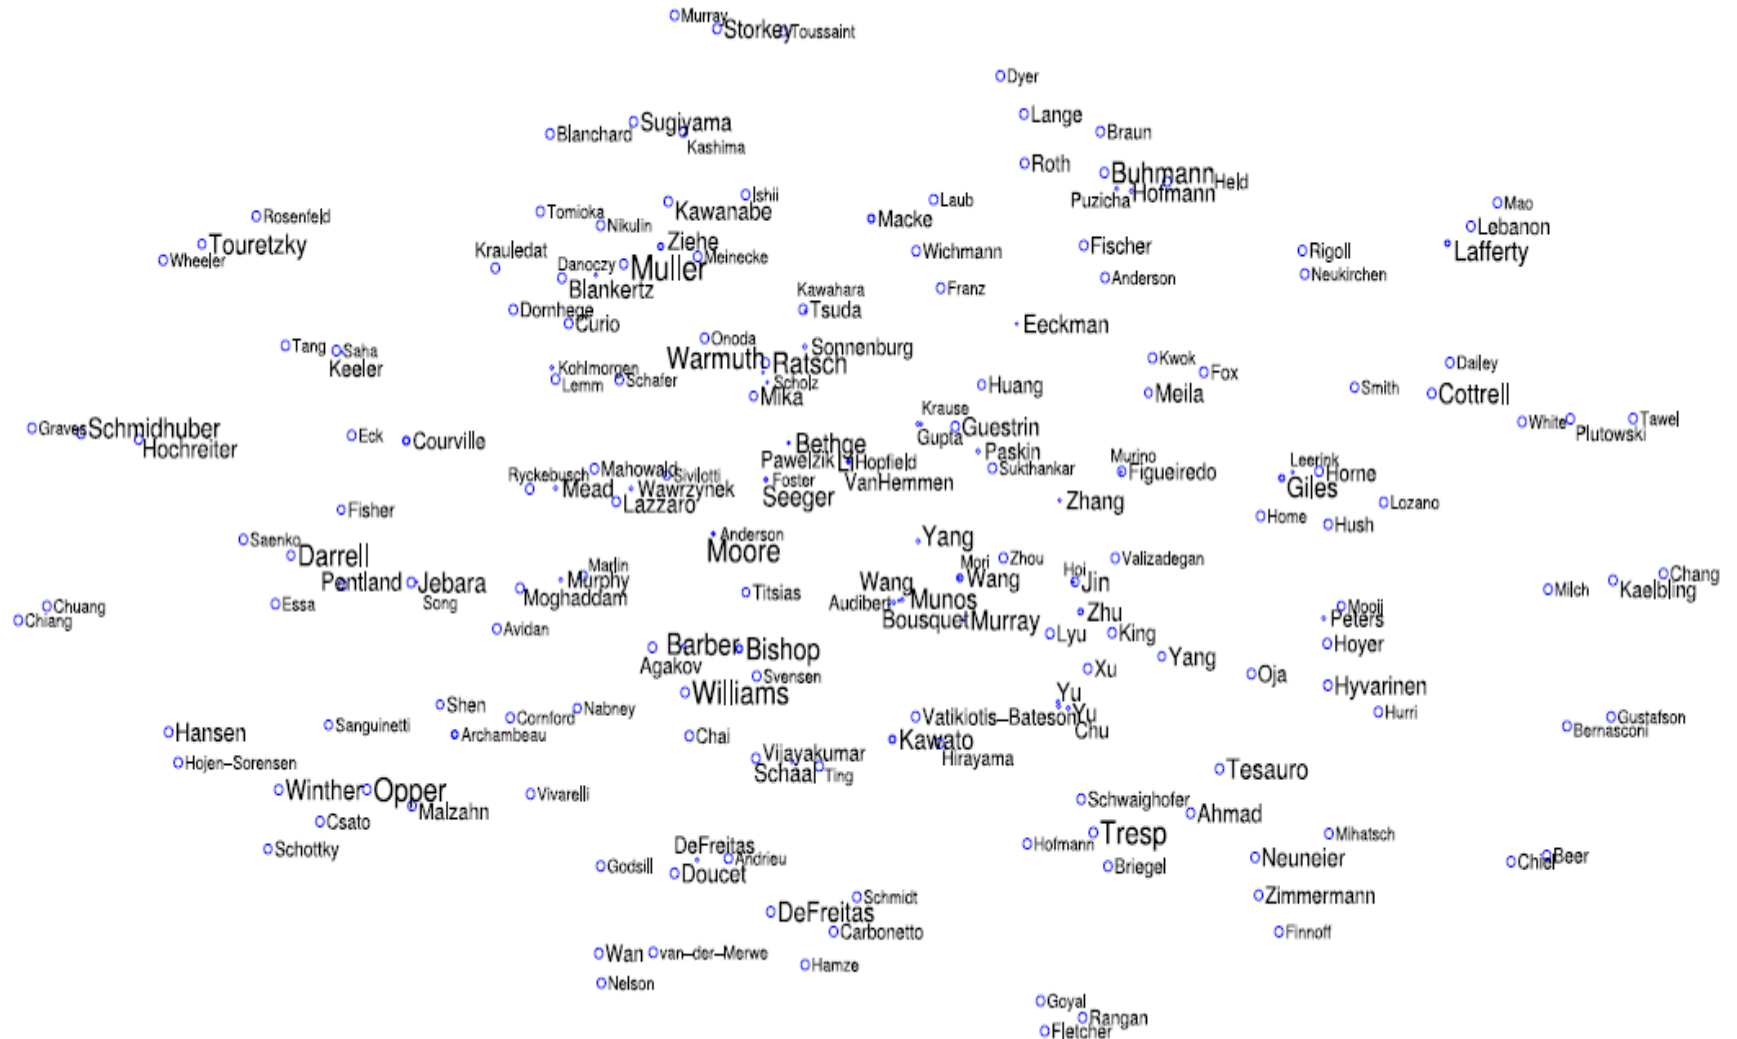 Murray
Storkey
Toussaint
Dyer
Lange
Sugiyama
Blanchard
Braun
Kashima
Roth
Buhmann
Held
Puzicha
Hofmann
Ishii
Laub
Mao
Tomioka
Kawanabe
Rosenfeld
Macke
Nikulin
Lebanon
Touretzky
Ziehe
Fischer
Krauledat
Wichmann
Rigoll
Lafferty
Wheeler
Meinecke
Danoczy
Muller
Neukirchen
Anderson
Blankertz
Franz
Kawahara
Dornhege
Tsuda
Curio
Eeckman
Onoda
Tang
Saha
Sonnenburg
Warmuth
Ratsch
Kwok
Dailey
Keeler
Kohlmorgen
Fox
Lemm
Schafer
Scholz
Huang
Smith
Mika
Meila
Cottrell
Krause
Graves
Schmidhuber
Guestrin
White
Tawel
Plutowski
Eck
Gupta
Hochreiter
Courville
Bethge
Paskin
Murino
Pawelzik
Li
Hopfield
Leerink
Ryckebusch
Mahowald
Sivilotti
Sukthankar
Figueiredo
Horne
Foster
VanHemmen
Mead
Wawrzynek
Giles
Seeger
Lazzaro
Zhang
Lozano
Fisher
Home
Hush
Anderson
Yang
Saenko
Moore
Darrell
Mori
Zhou
Valizadegan
Marlin
Hoi
Chang
Pentland
Jebara
Murphy
Wang
Wang
Jin
Kaelbling
Milch
Moghaddam
Titsias
Song
Essa
Audibert
Munos
Chuang
Mooij
Zhu
Peters
Chiang
Bousquet
Murray
Avidan
Lyu
King
Hoyer
Barber
Bishop
Agakov
Yang
Svensen
Xu
Oja
Hyvarinen
Williams
Yu
Shen
Nabney
Cornford
Vatikiotis-Bateson
Yu
Hurri
Gustafson
Sanguinetti
Bernasconi
Hansen
Archambeau
Chai
Kawato
Chu
Vijayakumar
Hirayama
Hojen-Sorensen
Schaal
Ting
Tesauro
Winther
Opper
Vivarelli
Schwaighofer
Malzahn
Ahmad
Csato
Tresp
Mihatsch
Hofmann
Schottky
DeFreitas
Andrieu
Neuneier
Chiel
Beer
Godsill
Doucet
Briegel
Schmidt
Zimmermann
DeFreitas
Carbonetto
Finnoff
Wan
van-der-Merwe
Hamze
Nelson
Goyal
Rangan
Fletcher